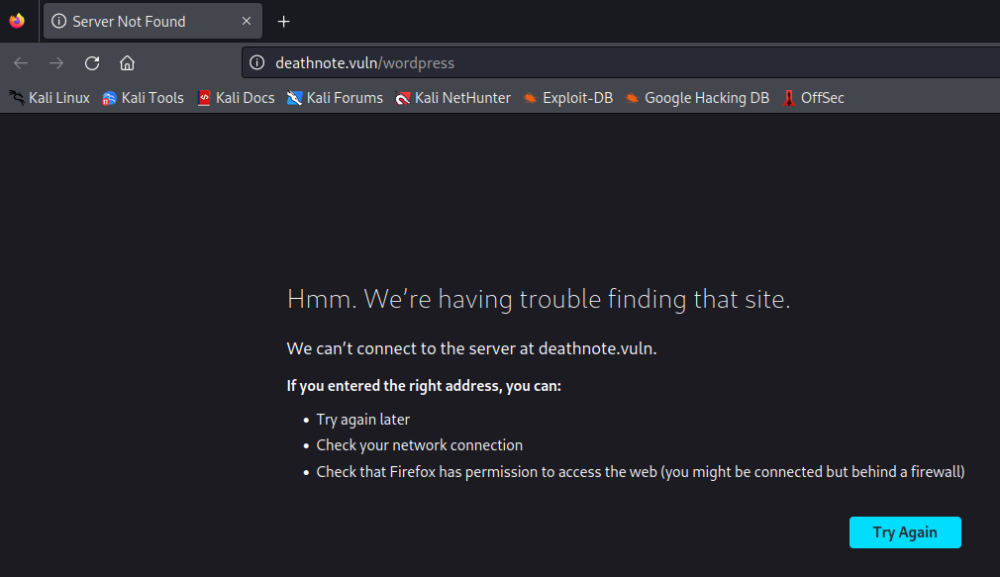 Server Not Found
deathnote.vuln/wordpress
Kali Linux Kali Tools Kali Docs Kali Forums Kali NetHunter Exploit-DB Google Hacking DB OffSec
Hmm. We're having trouble finding that site.
We can't connect to the server at deathnote.vuln.
If you entered the right address, you can:
• Try again later
• Check your network connection
• Check that Firefox has permission to access the web (you might be connected but behind a firewall)
Try Again